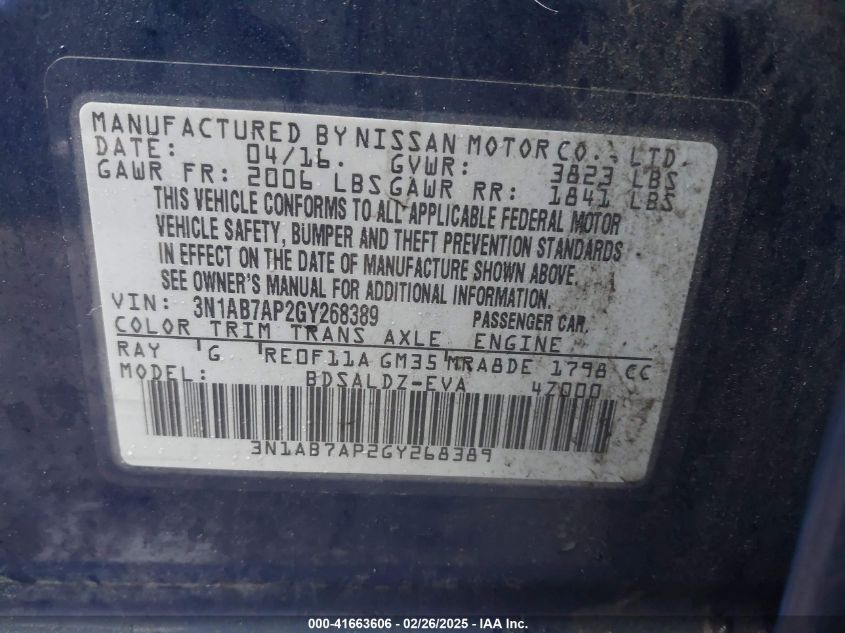 MANUFACTURED BY NISSAN MOTOR CO., LTD.
DATE: 04/16. GVWR: 3823 LBS
GAWR FR: 2006 LBS GAWR RR: 1841 LBS
THIS VEHICLE CONFORMS TO ALL APPLICABLE FEDERAL MOTOR
VEHICLE SAFETY, BUMPER AND THEFT PREVENTION STANDARDS
IN EFFECT ON THE DATE OF MANUFACTURE SHOWN ABOVE.
SEE OWNER'S MANUAL FOR ADDITIONAL INFORMATION.
VIN: 3N1AB7AP2GY268389 PASSENGER CAR.
COLOR TRIM TRANS AXLE ENGINE
RAY G RE0F11A GM35 MRA8DE 1798 CC
MODEL: BDSALDZ-EVA 4Z000
3N1AB7AP2GY268389
000-41663606 - 02/26/2025 - IAA Inc.